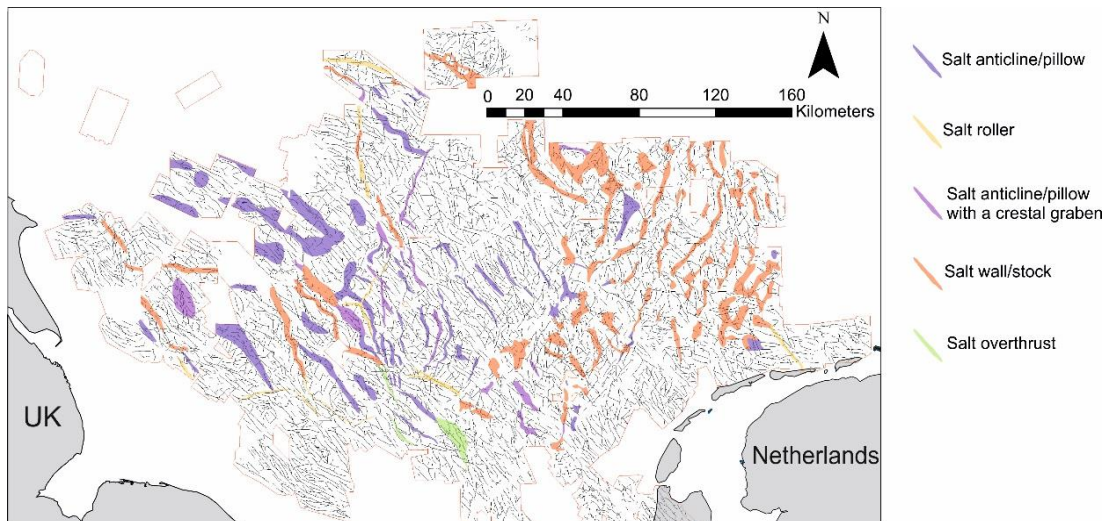 N
0 20 40 80 120 160
Kilometers
UK
Netherlands
Salt anticline/pillow
Salt roller
Salt anticline/pillow
with a crestal graben
Salt wall/stock
Salt overthrust